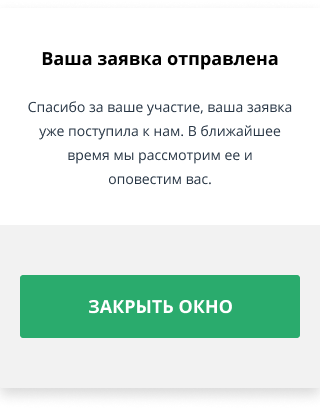 Ваша заявка отправлена
Спасибо за ваше участие, ваша заявка
уже поступила к нам. В ближайшее
время мы рассмотрим ее и
оповестим вас.
ЗАКРЫТЬ ОКНО